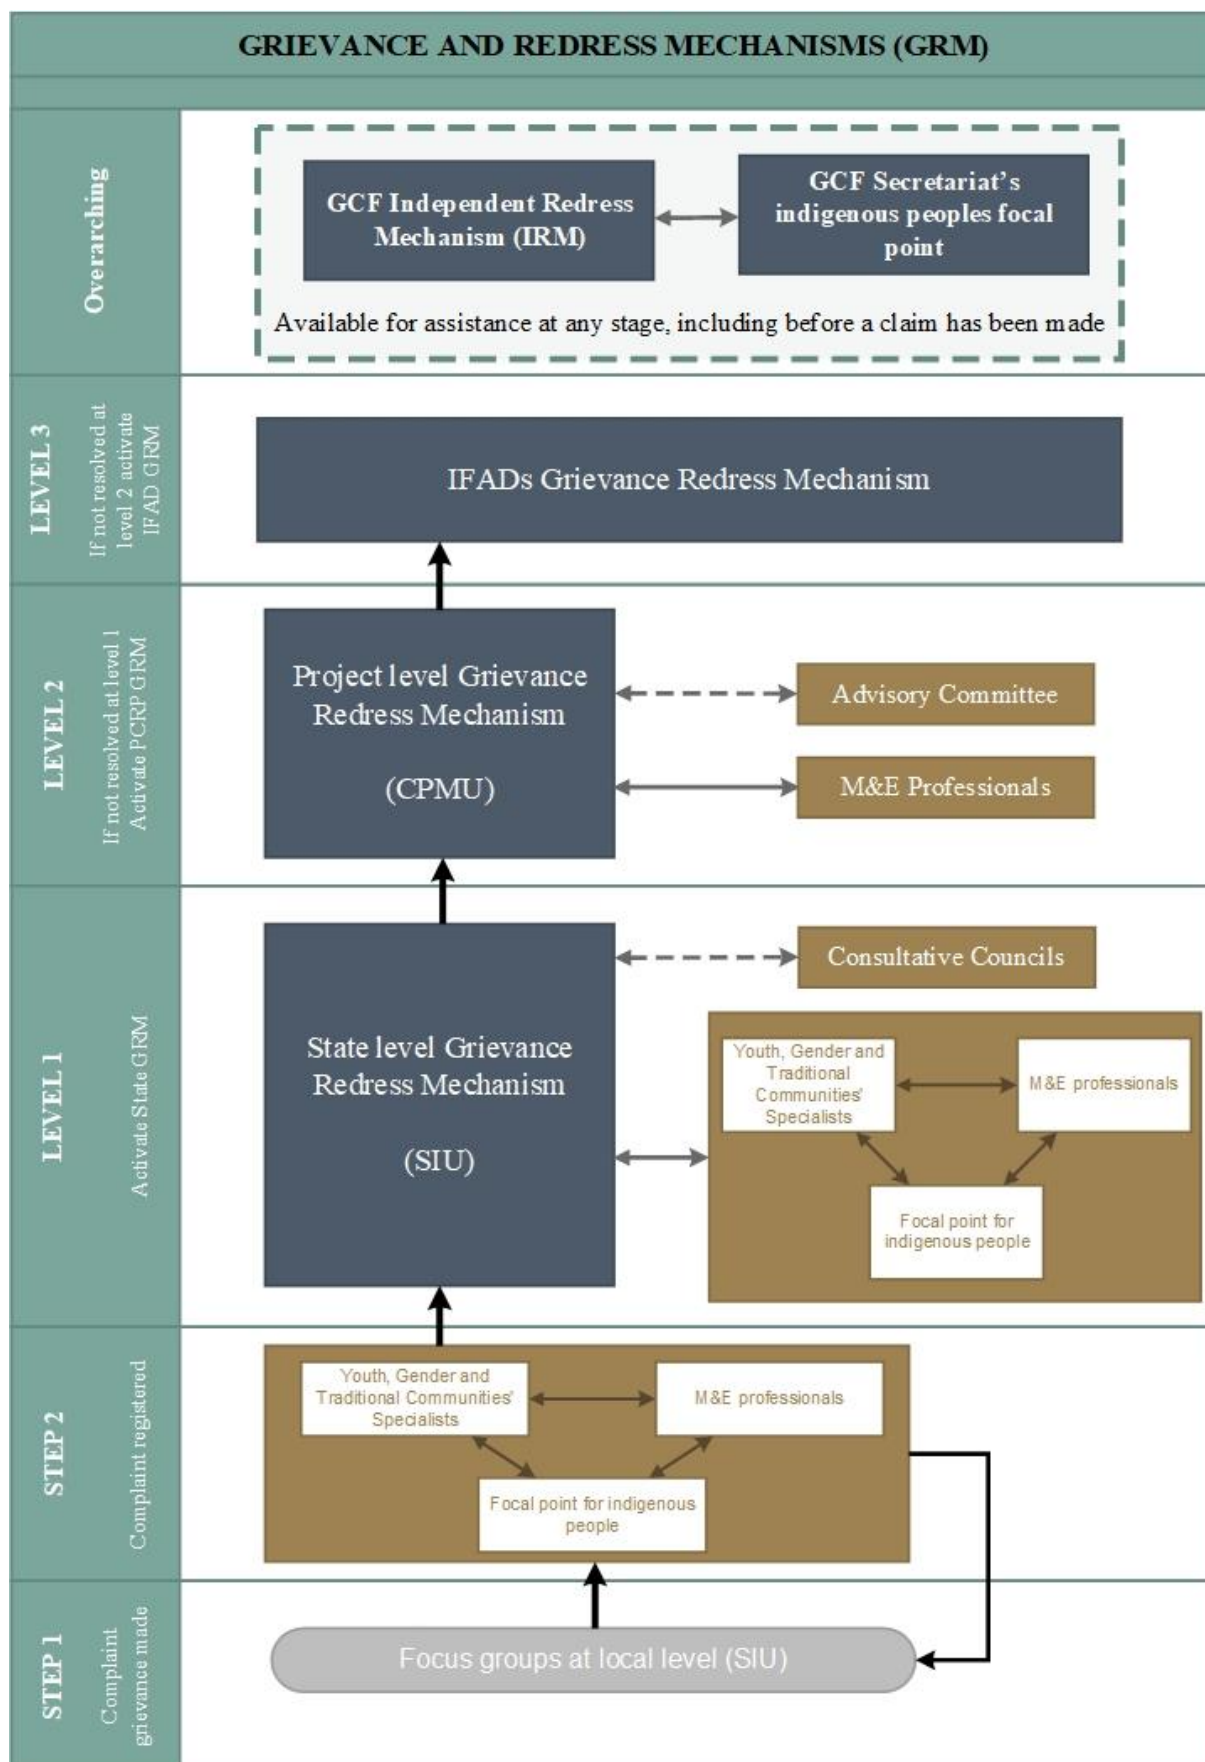 GRIEVANCE AND REDRESS MECHANISMS (GRM)
Overarching
GCF Independent Redress
Mechanism (IRM)
GCF Secretariat's
indigenous peoples focal
point
Available for assistance at any stage, including before a claim has been made
LEVEL 3
If not resolved at
level 2 activate
IFAD GRM
IFADs Grievance Redress Mechanism
LEVEL 2
If not resolved at level 1
Activate PCRP GRM
Project level Grievance
Redress Mechanism
(CPMU)
Advisory Committee
M&E Professionals
LEVEL 1
Activate State GRM
State level Grievance
Redress Mechanism
(SIU)
Consultative Councils
Youth, Gender and
Traditional
Communities'
Specialists
M&E professionals
Focal point for
indigenous people
STEP 2
Complaint registered
Youth, Gender and
Traditional Communities'
Specialists
M&E professionals
Focal point for indigenous
people
STEP 1
Complaint
grievance made
Focus groups at local level (SIU)